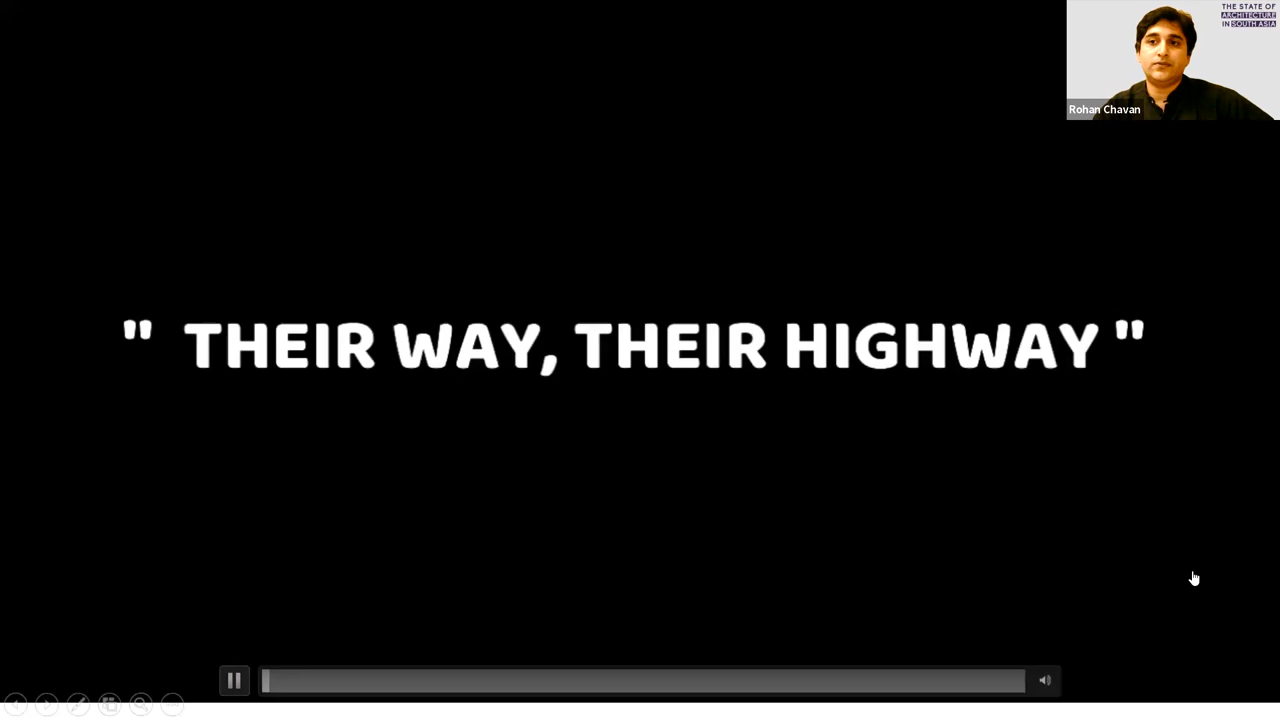 THE STATE OF
ARCHITECTURE
IN SOUTH ASIA
Rohan Chavan
" THEIR WAY, THEIR HIGHWAY "